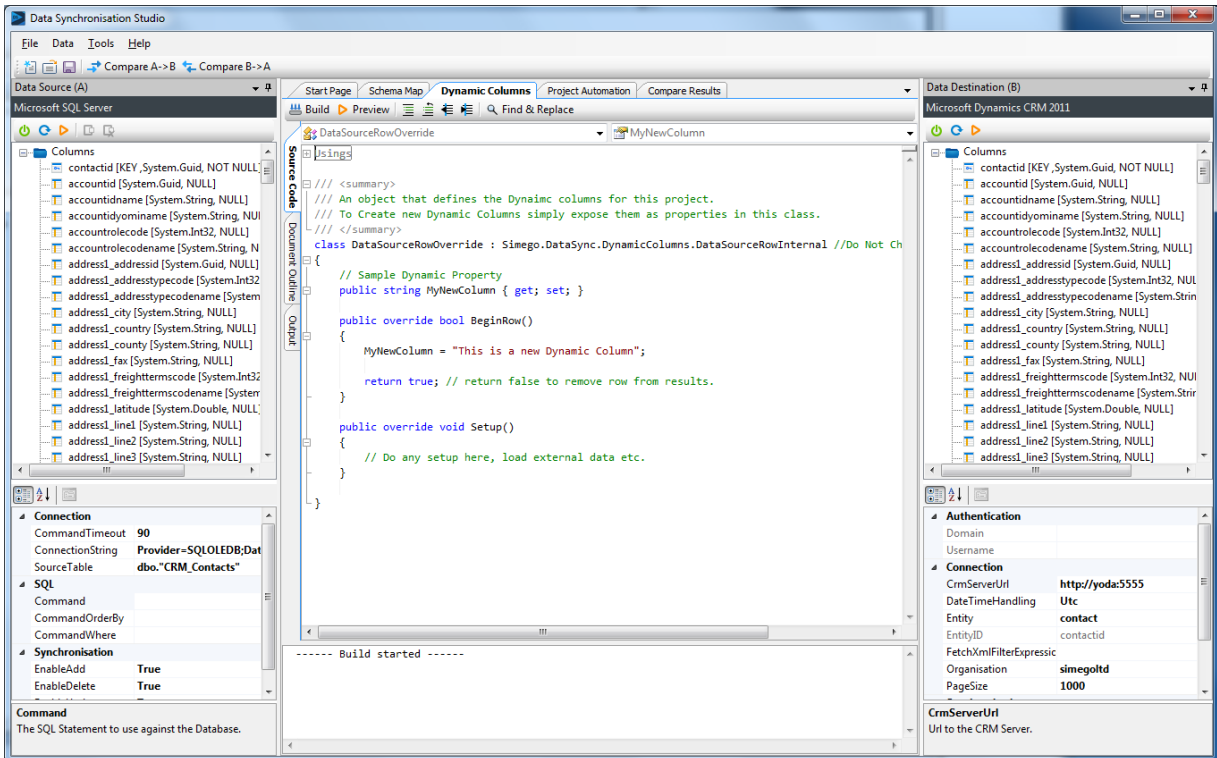 Data Synchronisation Studio
File Data Tools Help
Compare A->B Compare B->A
Data Source (A)
Microsoft SQL Server
Columns
contactid [KEY ,System.Guid, NOT NULL]
accountid [System.Guid, NULL]
accountidname [System.String, NULL]
accountidyominame [System.String, NUl
accountrolecode [System.Int32, NULL]
accountrolecodename [System.String, N
address1_addressid [System.Guid, NULL]
address1_addresstypecode [System.Int32
address1_addresstypecodename [System
address1_city [System.String, NULL]
address1_country [System.String, NULL]
address1_county [System.String, NULL]
address1_fax [System.String, NULL]
address1_freighttermscode [System.Int32
address1_freighttermscodename [System
address1_latitude [System.Double, NULL]
address1_line1 [System.String, NULL]
address1_line2 [System.String, NULL]
address1_line3 [System.String, NULL]
Connection
CommandTimeout 90
ConnectionString Provider=SQLOLEDB;Dat
SourceTable dbo."CRM_Contacts"
SQL
Command
CommandOrderBy
CommandWhere
Synchronisation
EnableAdd True
EnableDelete True
Command
The SQL Statement to use against the Database.
Start Page Schema Map Dynamic Columns Project Automation Compare Results
Build Preview Find & Replace
DataSourceRowOverride MyNewColumn
Source Code
Document Outline
Output
Usings
/// <summary>
/// An object that defines the Dynaimc columns for this project.
/// To Create new Dynamic Columns simply expose them as properties in this class.
/// </summary>
class DataSourceRowOverride : Simego.DataSync.DynamicColumns.DataSourceRowInternal //Do Not Ch
{
// Sample Dynamic Property
public string MyNewColumn { get; set; }
public override bool BeginRow()
{
MyNewColumn = "This is a new Dynamic Column";
return true; // return false to remove row from results.
}
public override void Setup()
{
// Do any setup here, load external data etc.
}
}
------ Build started ------
Data Destination (B)
Microsoft Dynamics CRM 2011
Columns
contactid [KEY ,System.Guid, NOT NULL]
accountid [System.Guid, NULL]
accountidname [System.String, NULL]
accountidyominame [System.String, NULL]
accountrolecode [System.Int32, NULL]
accountrolecodename [System.String, NULL]
address1_addressid [System.Guid, NULL]
address1_addresstypecode [System.Int32, NUL
address1_addresstypecodename [System.Strin
address1_city [System.String, NULL]
address1_country [System.String, NULL]
address1_county [System.String, NULL]
address1_fax [System.String, NULL]
address1_freighttermscode [System.Int32, NUl
address1_freighttermscodename [System.Strir
address1_latitude [System.Double, NULL]
address1_line1 [System.String, NULL]
address1_line2 [System.String, NULL]
address1_line3 [System.String, NULL]
Authentication
Domain
Username
Connection
CrmServerUrl http://yoda:5555
DateTimeHandling Utc
Entity contact
EntityID contactid
FetchXmlFilterExpressic
Organisation simegoltd
PageSize 1000
CrmServerUrl
Url to the CRM Server.